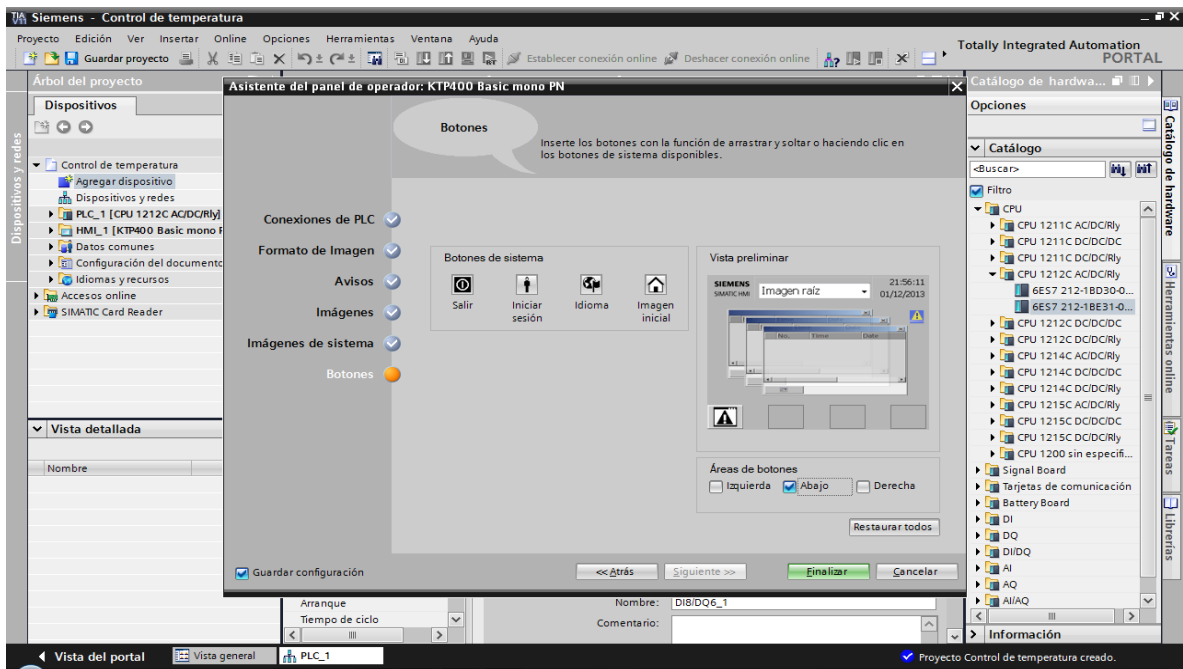 Siemens - Control de temperatura
Proyecto Edición Ver Insertar Online Opciones Herramientas Ventana Ayuda
Guardar proyecto
Establecer conexión online
Deshacer conexión online
Totally Integrated Automation
PORTAL
Árbol del proyecto
Dispositivos
Dispositivos y redes
Control de temperatura
Agregar dispositivo
Dispositivos y redes
PLC_1 [CPU 1212C AC/DC/Rly]
HMI_1 [KTP400 Basic mono P
Datos comunes
Configuración del documento
Idiomas y recursos
Accesos online
SIMATIC Card Reader
Vista detallada
Nombre
Asistente del panel de operador: KTP400 Basic mono PN
Botones
Inserte los botones con la función de arrastrar y soltar o haciendo clic en
los botones de sistema disponibles.
Conexiones de PLC
Formato de Imagen
Avisos
Imágenes
Imágenes de sistema
Botones
Botones de sistema
Salir
Iniciar
sesión
Idioma
Imagen
inicial
Vista preliminar
SIEMENS
SIMATIC HMI
Imagen raíz
21:56:11
01/12/2013
No. Time Date
Áreas de botones
Izquierda
Abajo
Derecha
Restaurar todos
Guardar configuración
<< Atrás
Siguiente >>
Finalizar
Cancelar
Arranque
Tiempo de ciclo
Nombre: DI8/DQ6_1
Comentario:
Catálogo de hardwa...
Opciones
Catálogo
<Buscar>
Filtro
CPU
CPU 1211C AC/DC/Rly
CPU 1211C DC/DC/DC
CPU 1211C DC/DC/Rly
CPU 1212C AC/DC/Rly
6ES7 212-1BD30-0...
6ES7 212-1BE31-0...
CPU 1212C DC/DC/DC
CPU 1212C DC/DC/Rly
CPU 1214C AC/DC/Rly
CPU 1214C DC/DC/DC
CPU 1214C DC/DC/Rly
CPU 1215C AC/DC/Rly
CPU 1215C DC/DC/DC
CPU 1215C DC/DC/Rly
CPU 1200 sin especifi...
Signal Board
Tarjetas de comunicación
Battery Board
DI
DQ
DI/DQ
AI
AQ
AI/AQ
Información
Catálogo de hardware
Herramientas online
Tareas
Librerías
Vista del portal
Vista general
PLC_1
Proyecto Control de temperatura creado.